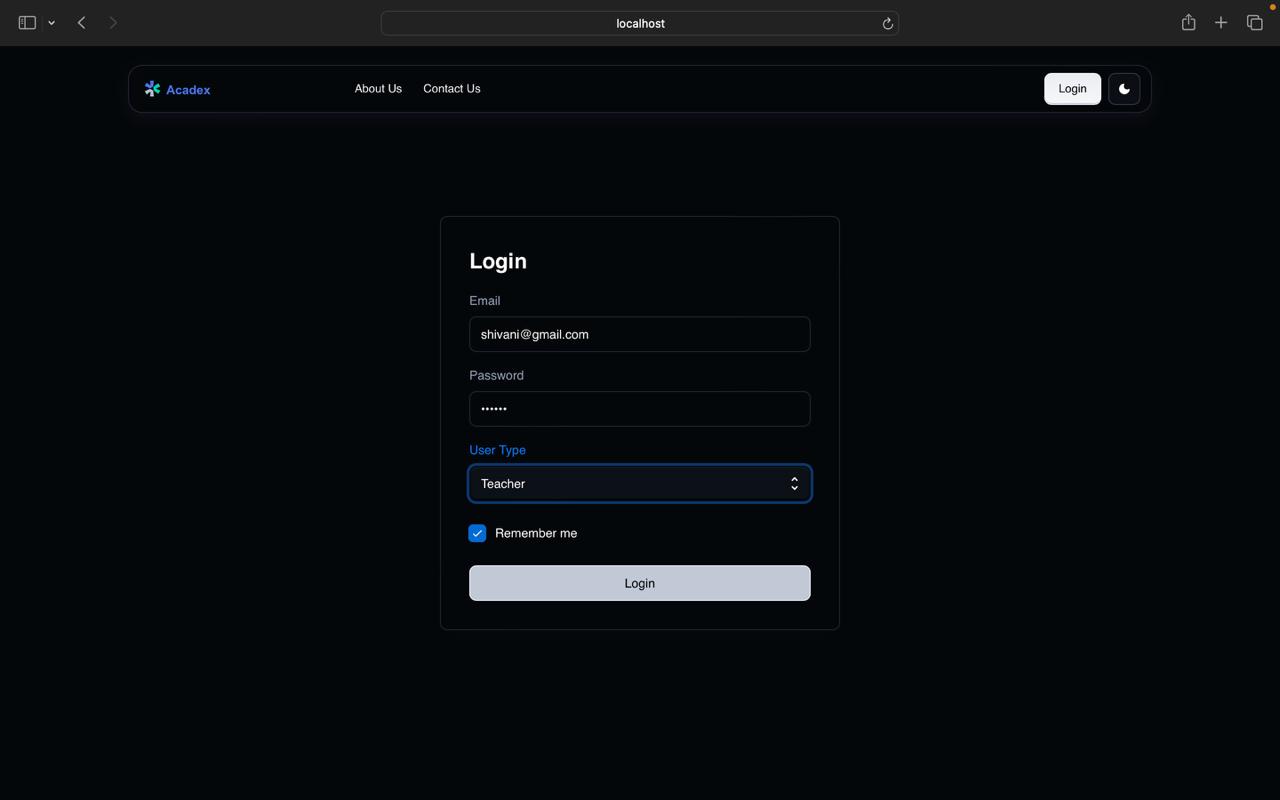 localhost
Acadex
About Us
Contact Us
Login
Login
Email
shivani@gmail.com
Password
••••••
User Type
Teacher
Remember me
Login